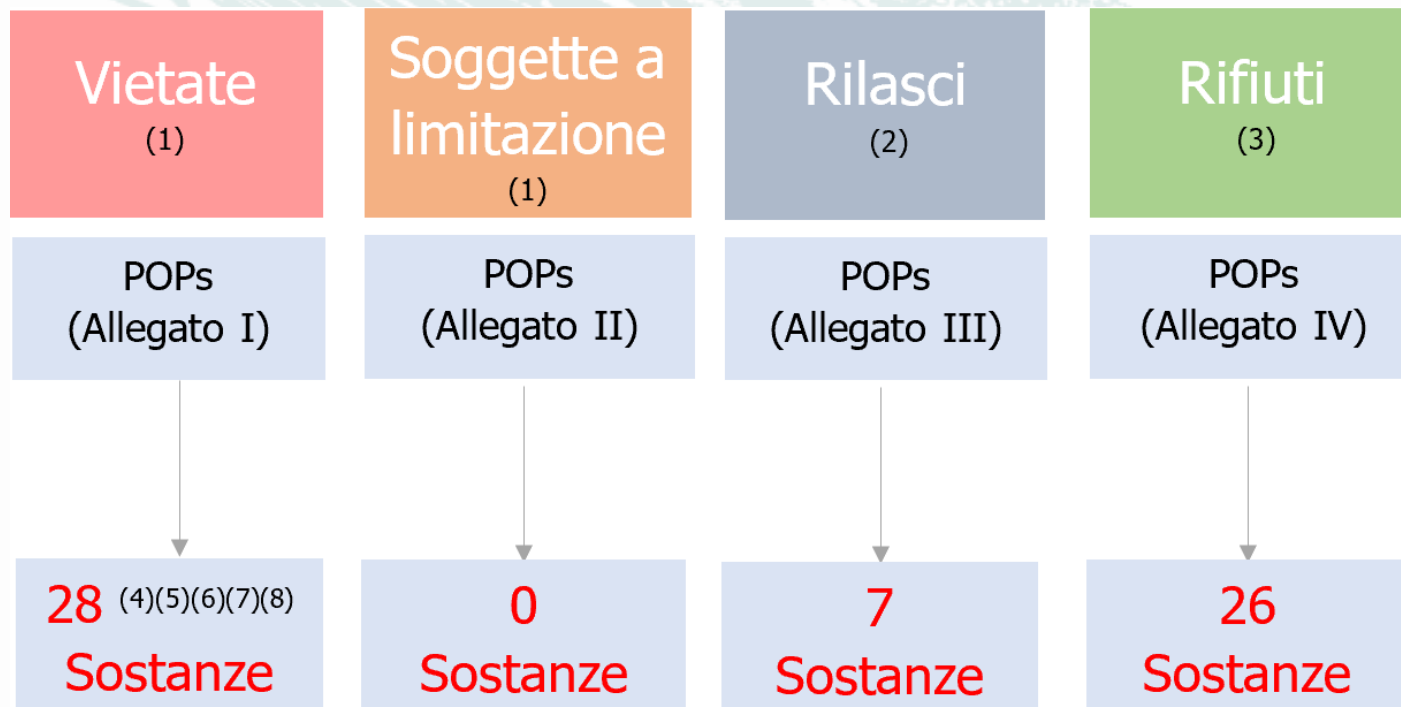 Vietate
(1)
Soggette a
limitazione
(1)
Rilasci
(2)
Rifiuti
(3)
POPs
(Allegato I)
POPs
(Allegato II)
POPs
(Allegato III)
POPs
(Allegato IV)
28 (4)(5)(6)(7)(8)
Sostanze
0
Sostanze
7
Sostanze
26
Sostanze